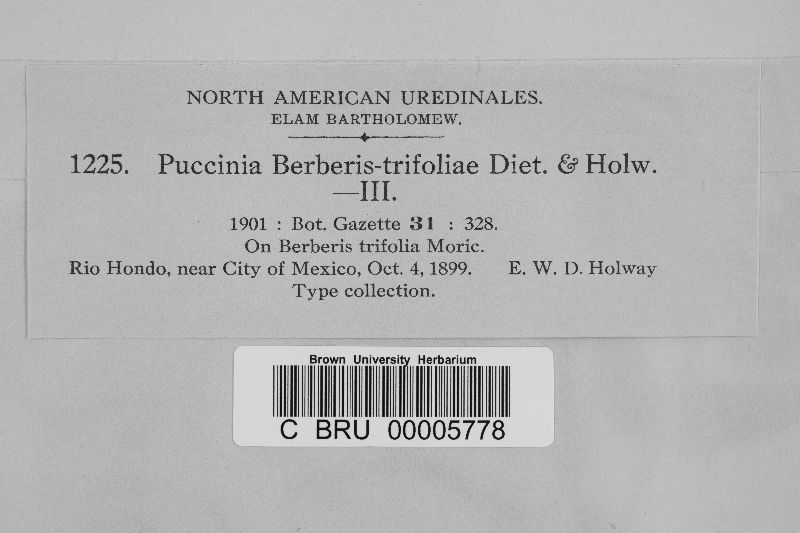 NORTH AMERICAN UREDINALES.
ELAM BARTHOLOMEW.
1225. Puccinia Berberis-trifoliae Diet. & Holw.
—III.
1901 : Bot. Gazette 31 : 328.
On Berberis trifolia Moric.
Rio Hondo, near City of Mexico, Oct. 4, 1899. E. W. D. Holway
Type collection.
Brown University Herbarium
C BRU 00005778